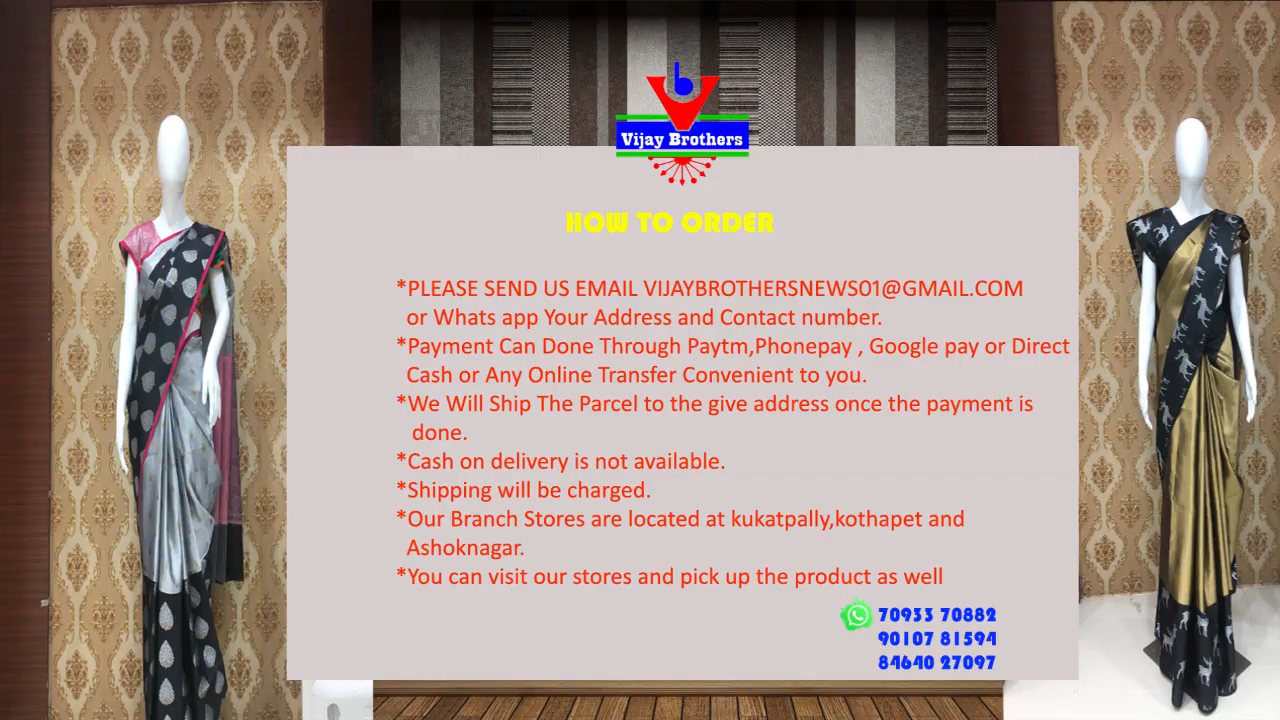 b
Vijay Brothers
HOW TO ORDER
*PLEASE SEND US EMAIL VIJAYBROTHERSNEWS01@GMAIL.COM
or Whats app Your Address and Contact number.
*Payment Can Done Through Paytm,Phonepay , Google pay or Direct
Cash or Any Online Transfer Convenient to you.
*We Will Ship The Parcel to the give address once the payment is
done.
*Cash on delivery is not available.
*Shipping will be charged.
*Our Branch Stores are located at kukatpally,kothapet and
Ashoknagar.
*You can visit our stores and pick up the product as well
70933 70882
90107 81594
84640 27097